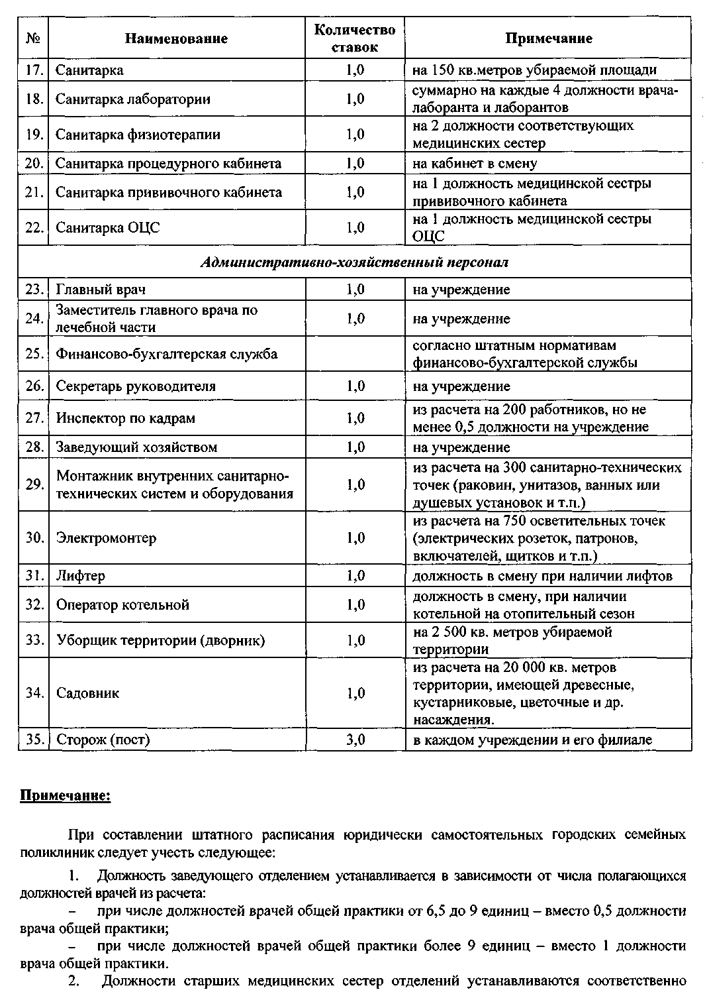 № Наименование Количество ставок Примечание
17. Санитарка 1,0 на 150 кв.метров убираемой площади
18. Санитарка лаборатории 1,0 суммарно на каждые 4 должности врача-
лаборанта и лаборантов
19. Санитарка физиотерапии 1,0 на 2 должности соответствующих
медицинских сестер
20. Санитарка процедурного кабинета 1,0 на кабинет в смену
21. Санитарка прививочного кабинета 1,0 на 1 должность медицинской сестры
прививочного кабинета
22. Санитарка ОЦС 1,0 на 1 должность медицинской сестры
ОЦС
Административно-хозяйственный персонал
23. Главный врач 1,0 на учреждение
24. Заместитель главного врача по
лечебной части 1,0 на учреждение
25. Финансово-бухгалтерская служба согласно штатным нормативам
финансово-бухгалтерской службы
26. Секретарь руководителя 1,0 на учреждение
27. Инспектор по кадрам 1,0 из расчета на 200 работников, но не
менее 0,5 должности на учреждение
28. Заведующий хозяйством 1,0 на учреждение
29. Монтажник внутренних санитарно-
технических систем и оборудования 1,0 из расчета на 300 санитарно-технических
точек (раковин, унитазов, ванных или
душевых установок и т.п.)
30. Электромонтер 1,0 из расчета на 750 осветительных точек
(электрических розеток, патронов,
включателей, щитков и т.п.)
31. Лифтер 1,0 должность в смену при наличии лифтов
32. Оператор котельной 1,0 должность в смену, при наличии
котельной на отопительный сезон
33. Уборщик территории (дворник) 1,0 на 2 500 кв. метров убираемой
территории
34. Садовник 1,0 из расчета на 20 000 кв. метров
территории, имеющей древесные,
кустарниковые, цветочные и др.
насаждения.
35. Сторож (пост) 3,0 в каждом учреждении и его филиале
Примечание:
При составлении штатного расписания юридически самостоятельных городских семейных
поликлиник следует учесть следующее:
1. Должность заведующего отделением устанавливается в зависимости от числа полагающихся
должностей врачей из расчета:
– при числе должностей врачей общей практики от 6,5 до 9 единиц – вместо 0,5 должности
врача общей практики;
– при числе должностей врачей общей практики более 9 единиц – вместо 1 должности
врача общей практики.
2. Должности старших медицинских сестер отделений устанавливаются соответственно